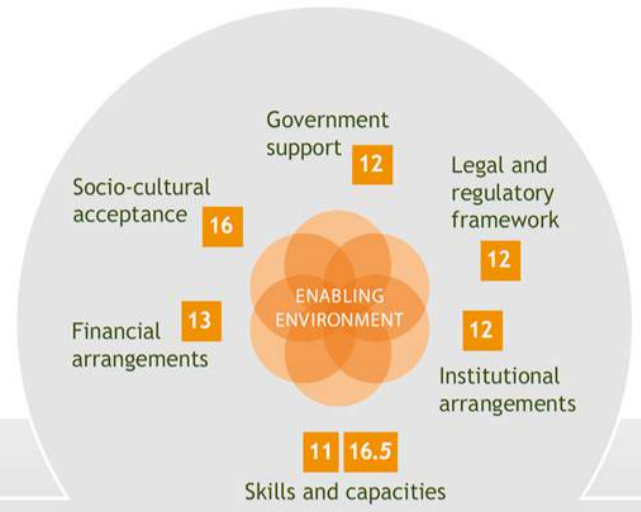 Government
support
12
Legal and
regulatory
framework
12
Socio-cultural
acceptance
16
ENABLING
ENVIRONMENT
13
Financial
arrangements
12
Institutional
arrangements
11 16.5
Skills and capacities